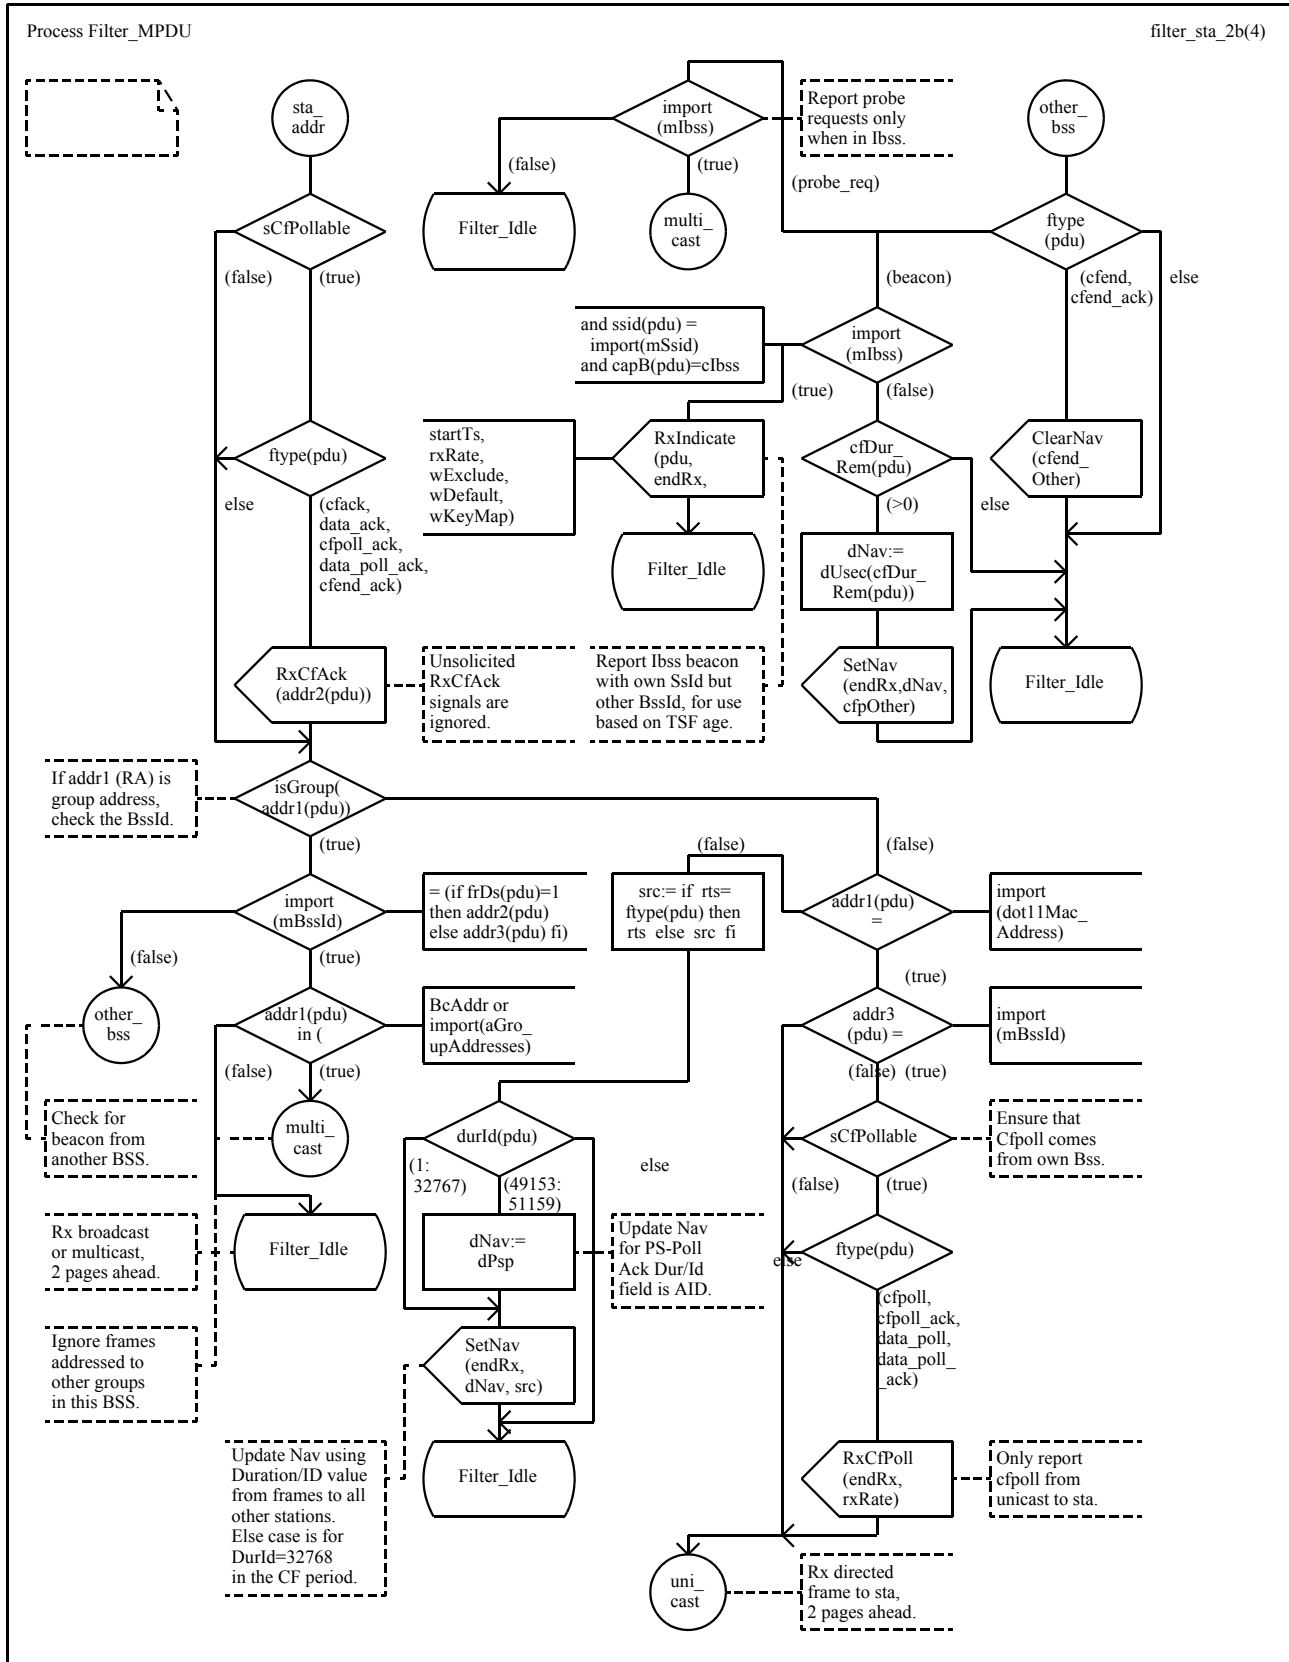 Process Filter_MPDU
filter_sta_2b(4)
sta_
addr
import
(mIbss)
Report probe
requests only
when in Ibss.
other_
bss
(false)
(true)
(probe_req)
sCfPollable
Filter_Idle
multi_
cast
ftype
(pdu)
(false)
(true)
(beacon)
(cfend,
cfend_ack)
else
and ssid(pdu) =
import(mSsid)
and capB(pdu)=cIbss
import
(mIbss)
(true)
(false)
ftype(pdu)
startTs,
rxRate,
wExclude,
wDefault,
wKeyMap)
RxIndicate
(pdu,
endRx,
cfDur_
Rem(pdu)
ClearNav
(cfend_
Other)
else
(cfack,
data_ack,
cfpoll_ack,
data_poll_ack,
cfend_ack)
(>0)
else
Filter_Idle
dNav:=
dUsec(cfDur_
Rem(pdu))
RxCfAck
(addr2(pdu))
Unsolicited
RxCfAck
signals are
ignored.
Report Ibss beacon
with own SsId but
other BssId, for use
based on TSF age.
SetNav
(endRx,dNav,
cfpOther)
Filter_Idle
If addr1 (RA) is
group address,
check the BssId.
isGroup(
addr1(pdu))
(true)
(false)
(false)
import
(mBssId)
= (if frDs(pdu)=1
then addr2(pdu)
else addr3(pdu) fi)
src:= if rts=
ftype(pdu) then
rts else src fi
addr1(pdu)
=
import
(dot11Mac_
Address)
(false)
(true)
(true)
other_
bss
addr1(pdu)
in (
BcAddr or
import(aGro_
upAddresses)
addr3
(pdu) =
import
(mBssId)
(false)
(true)
(false)
(true)
Check for
beacon from
another BSS.
multi_
cast
durId(pdu)
sCfPollable
Ensure that
Cfpoll comes
from own Bss.
(1:
32767)
(49153:
51159)
else
(false)
(true)
Rx broadcast
or multicast,
2 pages ahead.
Filter_Idle
dNav:=
dPsp
Update Nav
for PS-Poll
Ack Dur/Id
field is AID.
else
ftype(pdu)
Ignore frames
addressed to
other groups
in this BSS.
SetNav
(endRx,
dNav, src)
(cfpoll,
cfpoll_ack,
data_poll,
data_poll_
_ack)
Update Nav using
Duration/ID value
from frames to all
other stations.
Else case is for
DurId=32768
in the CF period.
Filter_Idle
RxCfPoll
(endRx,
rxRate)
Only report
cfpoll from
unicast to sta.
uni_
cast
Rx directed
frame to sta,
2 pages ahead.